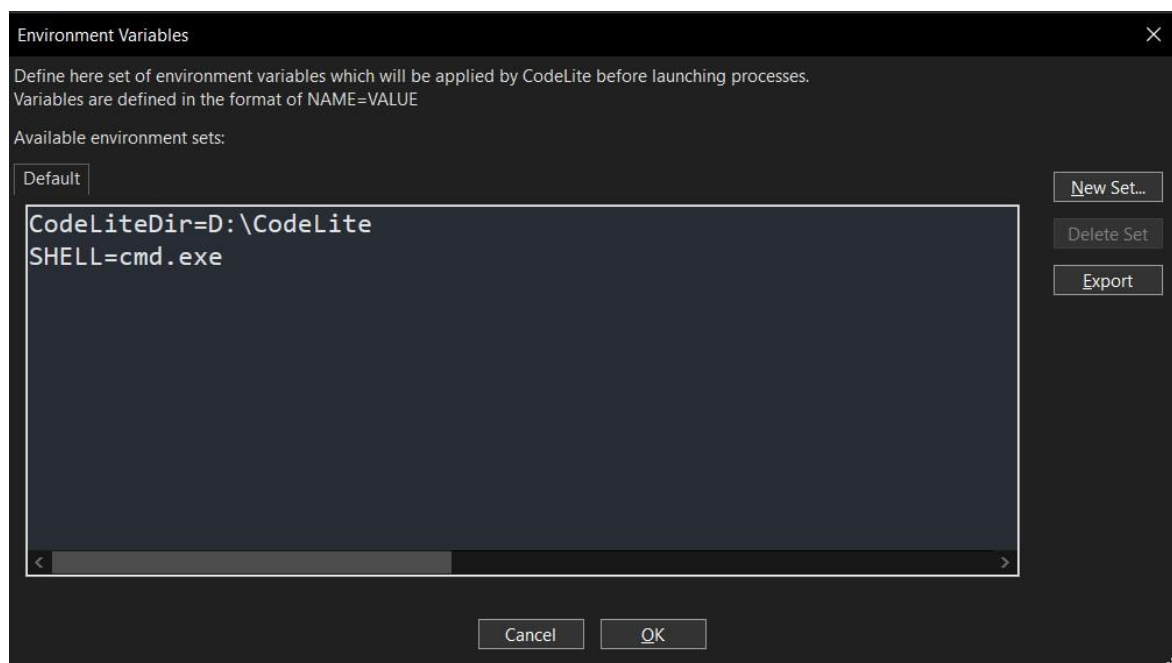 Environment Variables
Define here set of environment variables which will be applied by CodeLite before launching processes.
Variables are defined in the format of NAME=VALUE
Available environment sets:
Default
New Set...
CodeLiteDir=D:\CodeLite
SHELL=cmd.exe
Delete Set
Export
Cancel
OK